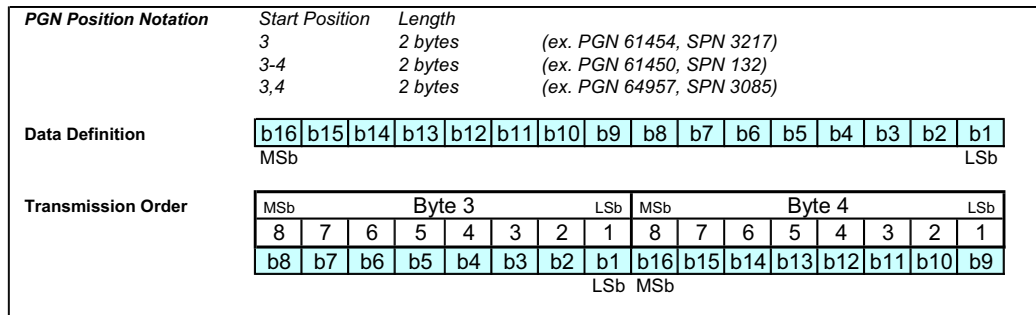 PGN Position Notation Start Position Length
3 2 bytes (ex. PGN 61454, SPN 3217)
3-4 2 bytes (ex. PGN 61450, SPN 132)
3,4 2 bytes (ex. PGN 64957, SPN 3085)
Data Definition b16 b15 b14 b13 b12 b11 b10 b9 b8 b7 b6 b5 b4 b3 b2 b1
MSb LSb
Transmission Order MSb Byte 3 LSb MSb Byte 4 LSb
8 7 6 5 4 3 2 1 8 7 6 5 4 3 2 1
b8 b7 b6 b5 b4 b3 b2 b1 b16 b15 b14 b13 b12 b11 b10 b9
LSb MSb